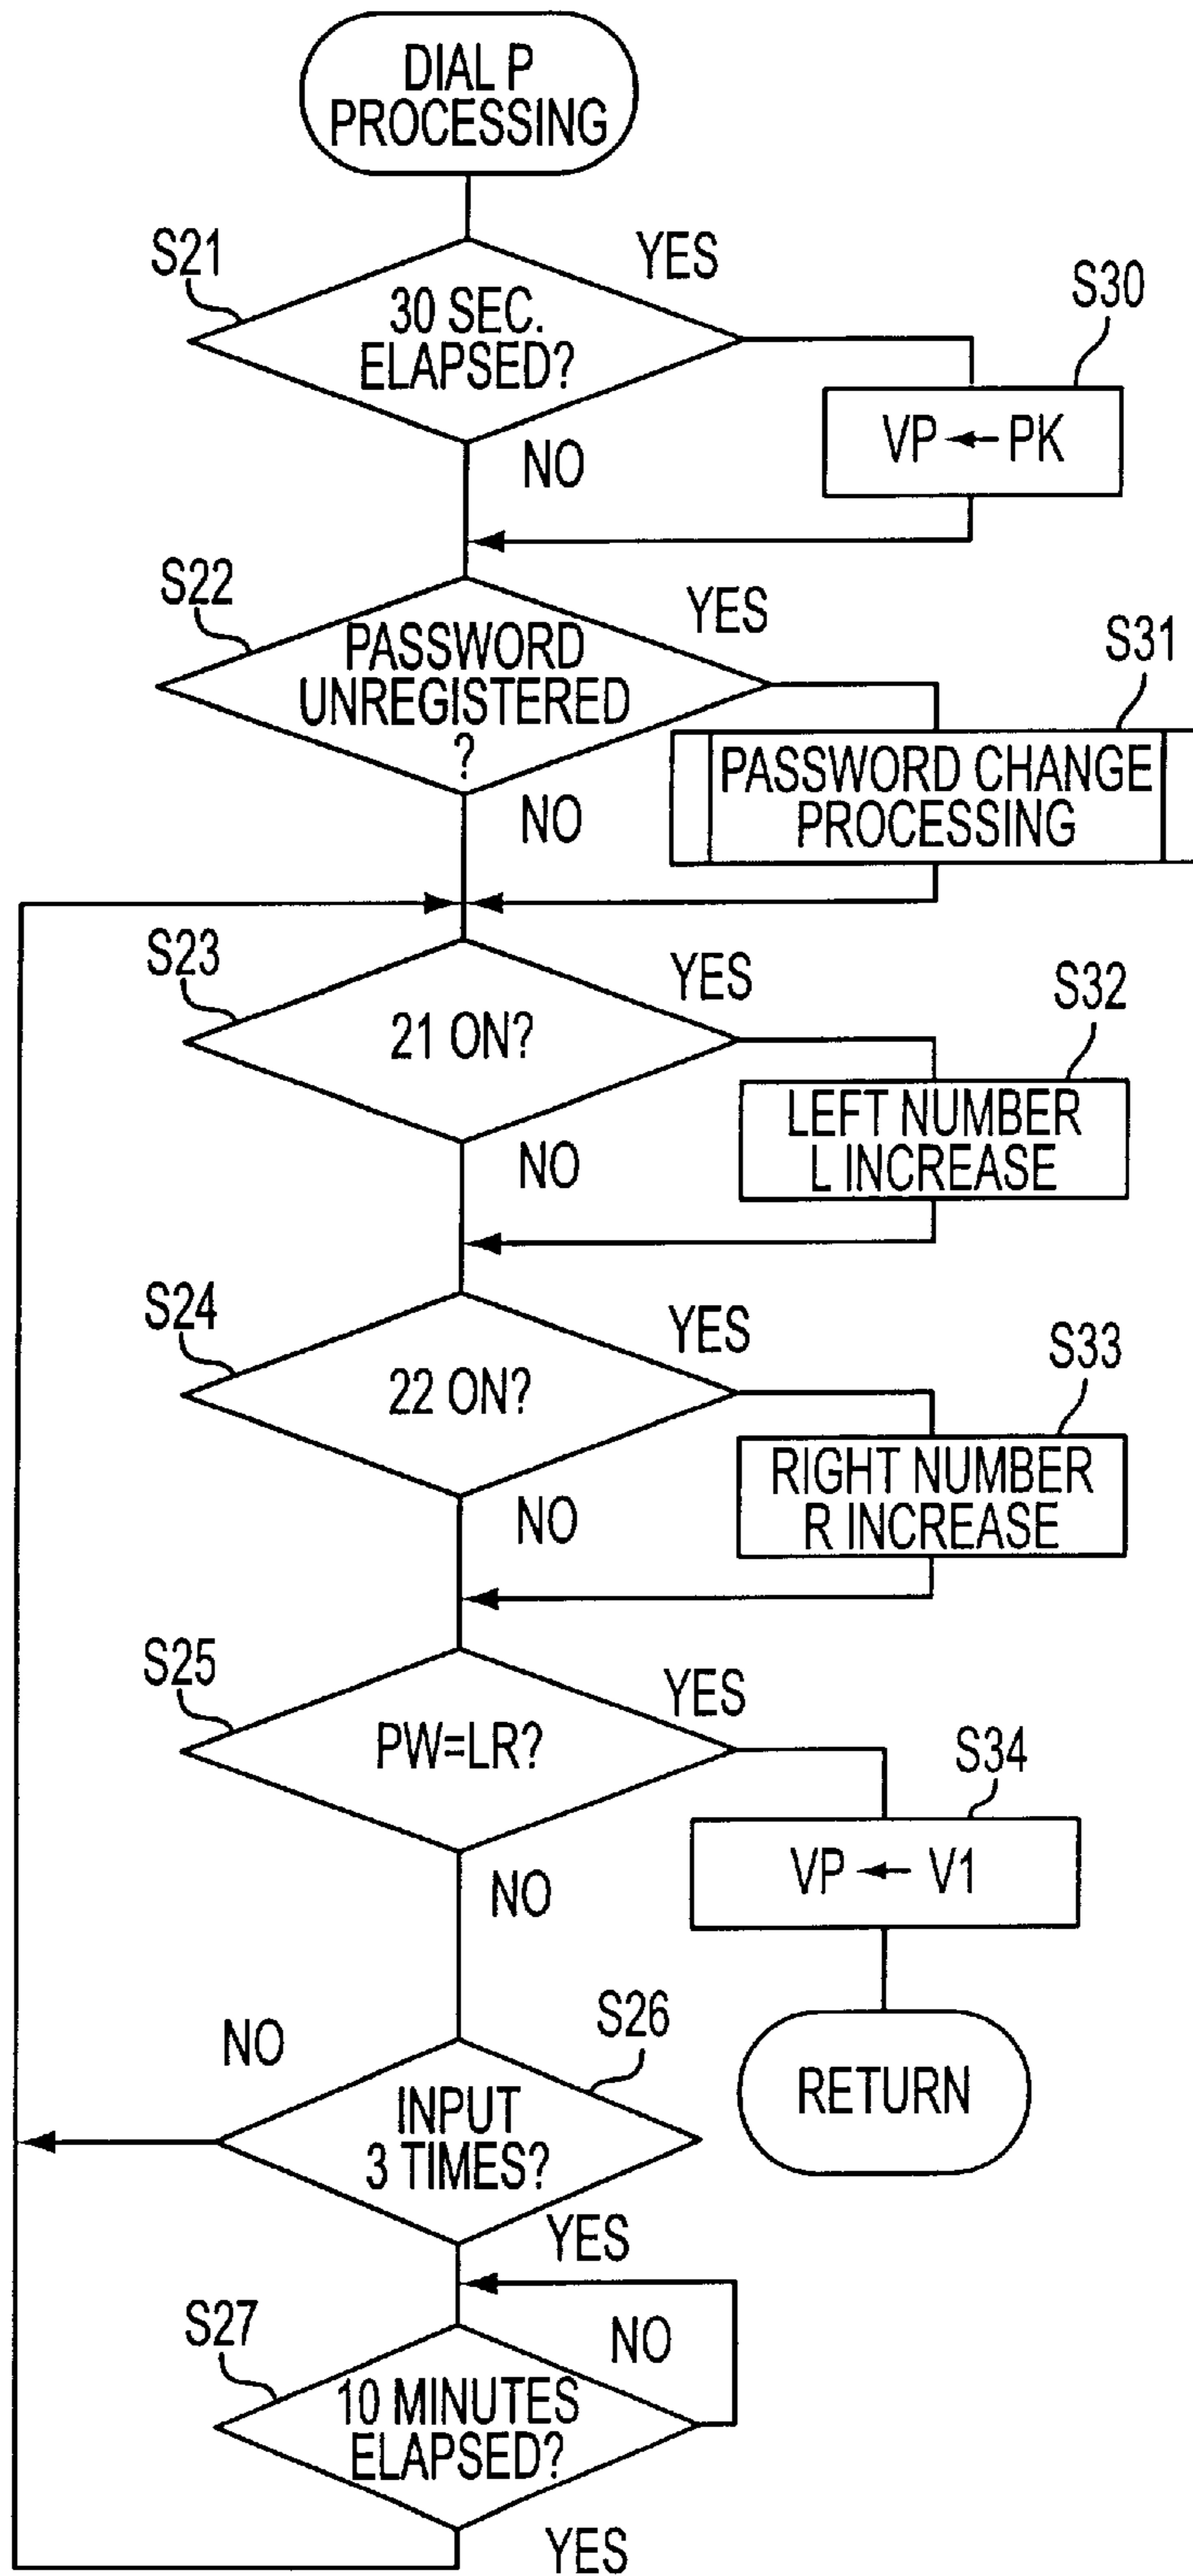 DIAL P
PROCESSING
S21
YES
30 SEC.
ELAPSED?
S30
VP ← PK
NO
S22
YES
PASSWORD
UNREGISTERED
?
S31
PASSWORD CHANGE
PROCESSING
NO
S23
YES
21 ON?
S32
LEFT NUMBER
L INCREASE
NO
S24
YES
22 ON?
S33
RIGHT NUMBER
R INCREASE
NO
S25
YES
PW=LR?
S34
VP ← V1
NO
NO
S26
INPUT
3 TIMES?
RETURN
YES
S27
NO
10 MINUTES
ELAPSED?
YES